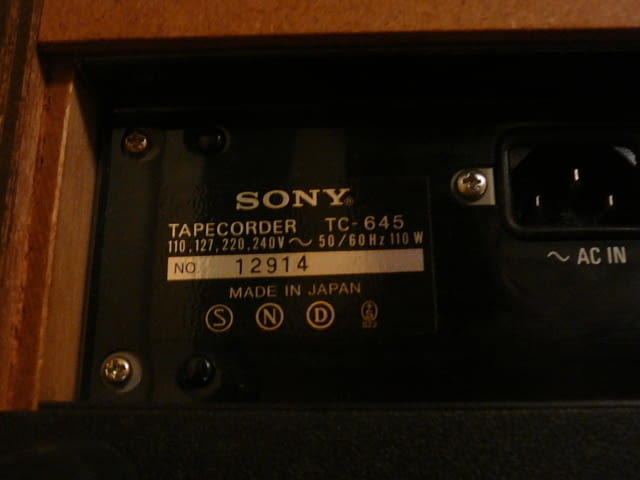 SONY®
TAPECORDER TC-645
110,127,220,240V ~ 50/60Hz 110W
NO. 12914
MADE IN JAPAN
S N D
~ AC IN